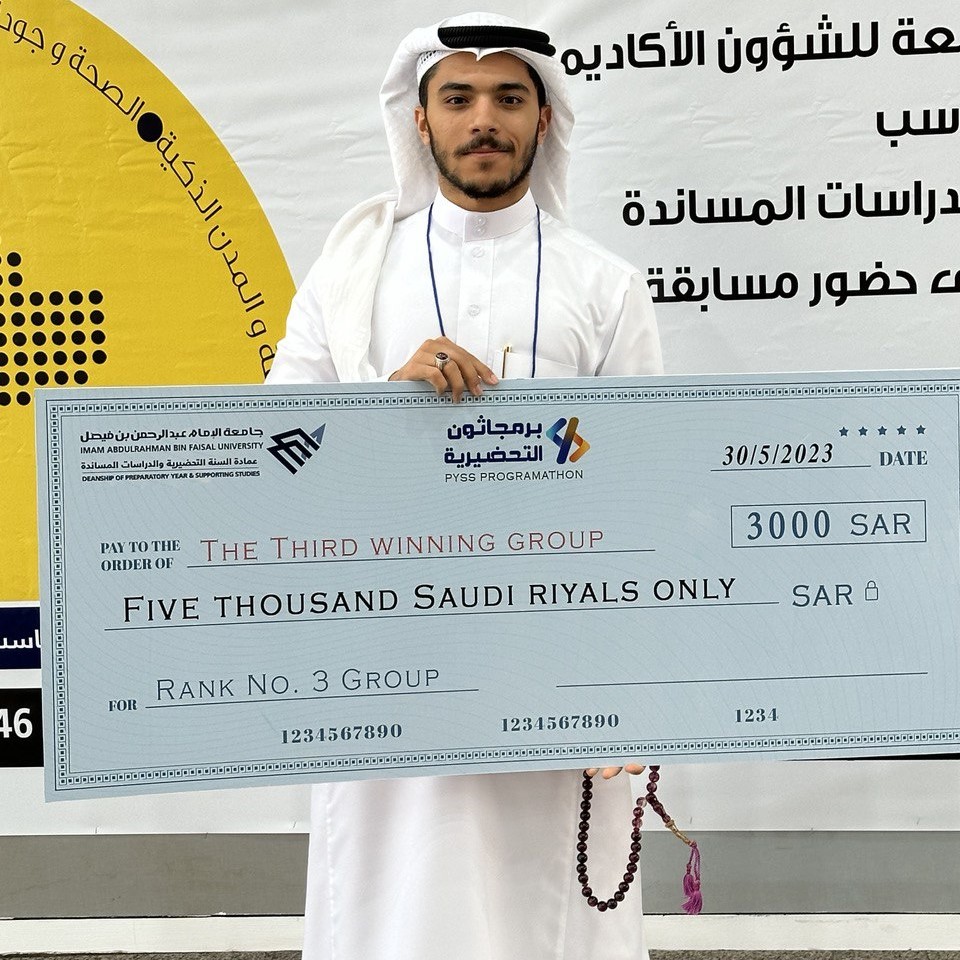 الصحة و جود
المدن الذكية
و المدن الذكية
للشؤون الأكاديم
المساندة
حضور مسابقة
جامعة الإمام عبدالرحمن بن فيصل
IMAM ABDULRAHMAN BIN FAISAL UNIVERSITY
عمادة السنة التحضيرية والدراسات المساندة
DEANSHIP OF PREPARATORY YEAR & SUPPORTING STUDIES
برمجاثون
التحضيرية
PYSS PROGRAMATHON
30/5/2023 DATE
3000 SAR
PAY TO THE
ORDER OF THE THIRD WINNING GROUP
FIVE THOUSAND SAUDI RIYALS ONLY SAR
FOR RANK NO. 3 GROUP
1234567890 1234567890 1234
46